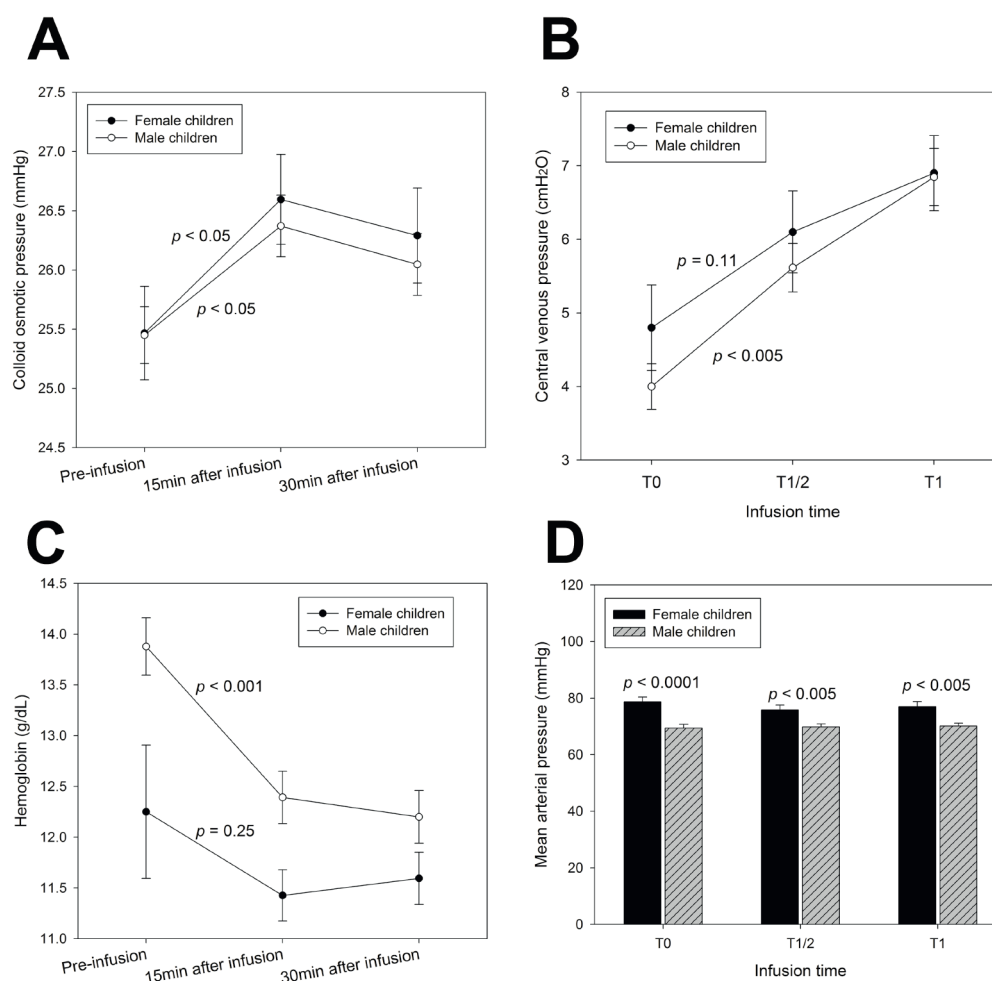 A
27.5
27.0
26.5
26.0
25.5
25.0
24.5
Colloid osmotic pressure (mmHg)
Female children
Male children
p < 0.05
p < 0.05
Pre-infusion
15min after infusion
30min after infusion
B
8
7
6
5
4
3
Central venous pressure (cmH2O)
Female children
Male children
p = 0.11
p < 0.005
T0
T1/2
T1
Infusion time
C
14.5
14.0
13.5
13.0
12.5
12.0
11.5
11.0
Hemoglobin (g/dL)
Female children
Male children
p < 0.001
p = 0.25
Pre-infusion
15min after infusion
30min after infusion
D
120
100
80
60
40
20
0
Mean arterial pressure (mmHg)
Female children
Male children
p < 0.0001
p < 0.005
p < 0.005
T0
T1/2
T1
Infusion time